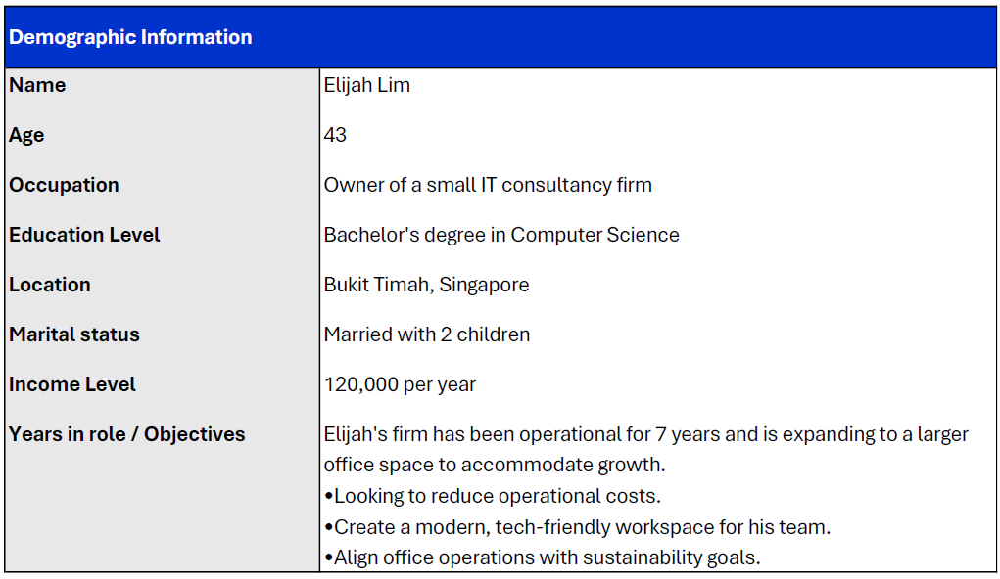 Demographic Information
Name Elijah Lim
Age 43
Occupation Owner of a small IT consultancy firm
Education Level Bachelor's degree in Computer Science
Location Bukit Timah, Singapore
Marital status Married with 2 children
Income Level 120,000 per year
Years in role / Objectives Elijah's firm has been operational for 7 years and is expanding to a larger
office space to accommodate growth.
•Looking to reduce operational costs.
•Create a modern, tech-friendly workspace for his team.
•Align office operations with sustainability goals.